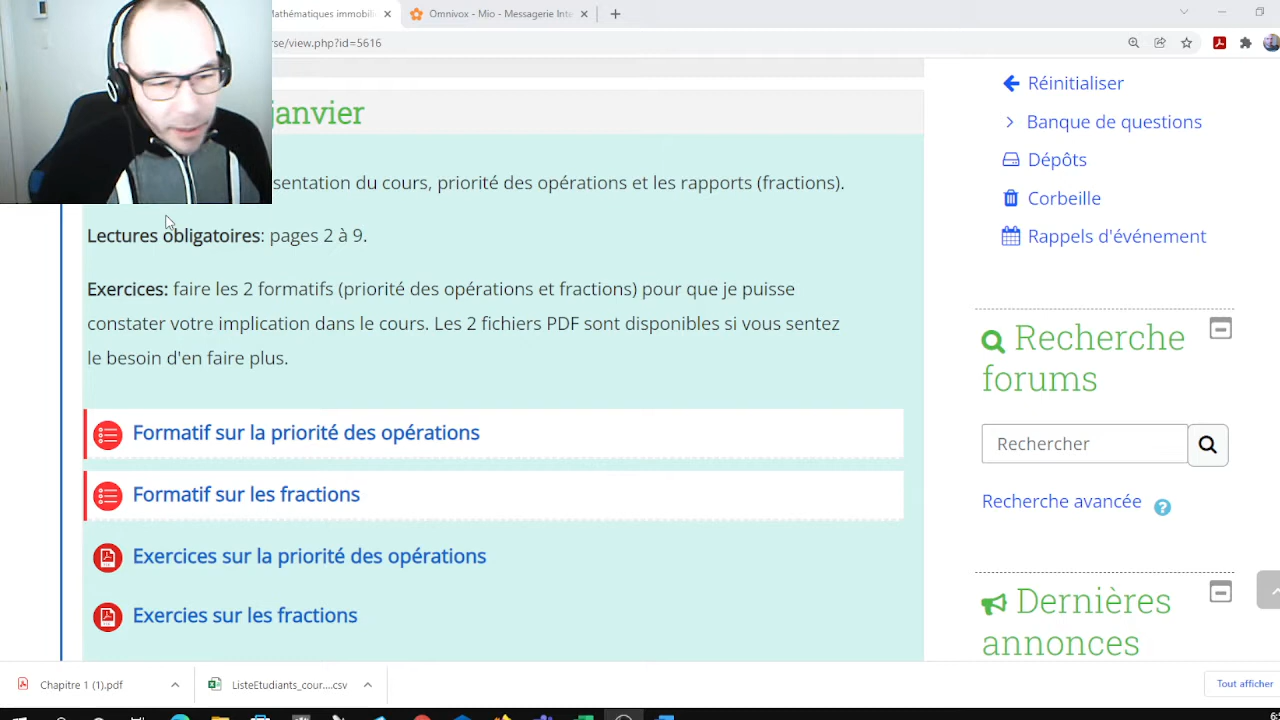 athématiques immobili
Omnivox - Mio - Messagerie Inte
se/view.php?id=5616
janvier
sentation du cours, priorité des opérations et les rapports (fractions).
Lectures obligatoires: pages 2 à 9.
Exercices: faire les 2 formatifs (priorité des opérations et fractions) pour que je puisse
constater votre implication dans le cours. Les 2 fichiers PDF sont disponibles si vous sentez
le besoin d'en faire plus.
Formatif sur la priorité des opérations
Formatif sur les fractions
Exercices sur la priorité des opérations
Exercies sur les fractions
Réinitialiser
Banque de questions
Dépôts
Corbeille
Rappels d'événement
Recherche
forums
Rechercher
Recherche avancée
Dernières
annonces
Chapitre 1 (1).pdf
ListeEtudiants_cour....csv
Tout afficher